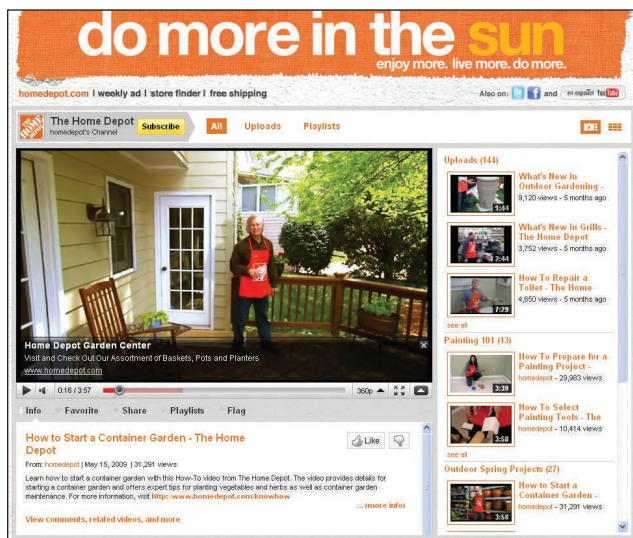 do more in the sun
enjoy more. live more. do more.
homedepot.com | weekly ad | store finder | free shipping
Also on: and en español YouTube
The Home Depot
homedepot's Channel
Subscribe
All Uploads Playlists
Home Depot Garden Center
Visit and Check Out Our Assortment of Baskets, Pots and Planters
www.homedepot.com
0:16 / 3:57
360p
Info Favorite Share Playlists Flag
How to Start a Container Garden - The Home
Depot
Like
From: homedepot | May 15, 2009 | 31,291 views
Learn how to start a container garden with this How-To video from The Home Depot. The video provides details for
starting a container garden and offers expert tips for planting vegetables and herbs as well as container garden
maintenance. For more information, visit http://www.homedepot.com/knowhow
... (more info)
View comments, related videos, and more
Uploads (144)
What's New in
Outdoor Gardening -
9,120 views - 5 months ago
1:44
What's New in Grills -
The Home Depot
3,752 views - 5 months ago
2:44
How To Repair a
Toilet - The Home
4,850 views - 5 months ago
7:29
see all
Painting 101 (13)
How To Prepare for a
Painting Project -
homedepot - 29,983 views
3:39
How To Select
Painting Tools - The
homedepot - 10,414 views
3:58
see all
Outdoor Spring Projects (27)
How to Start a
Container Garden -
homedepot - 31,291 views
3:58